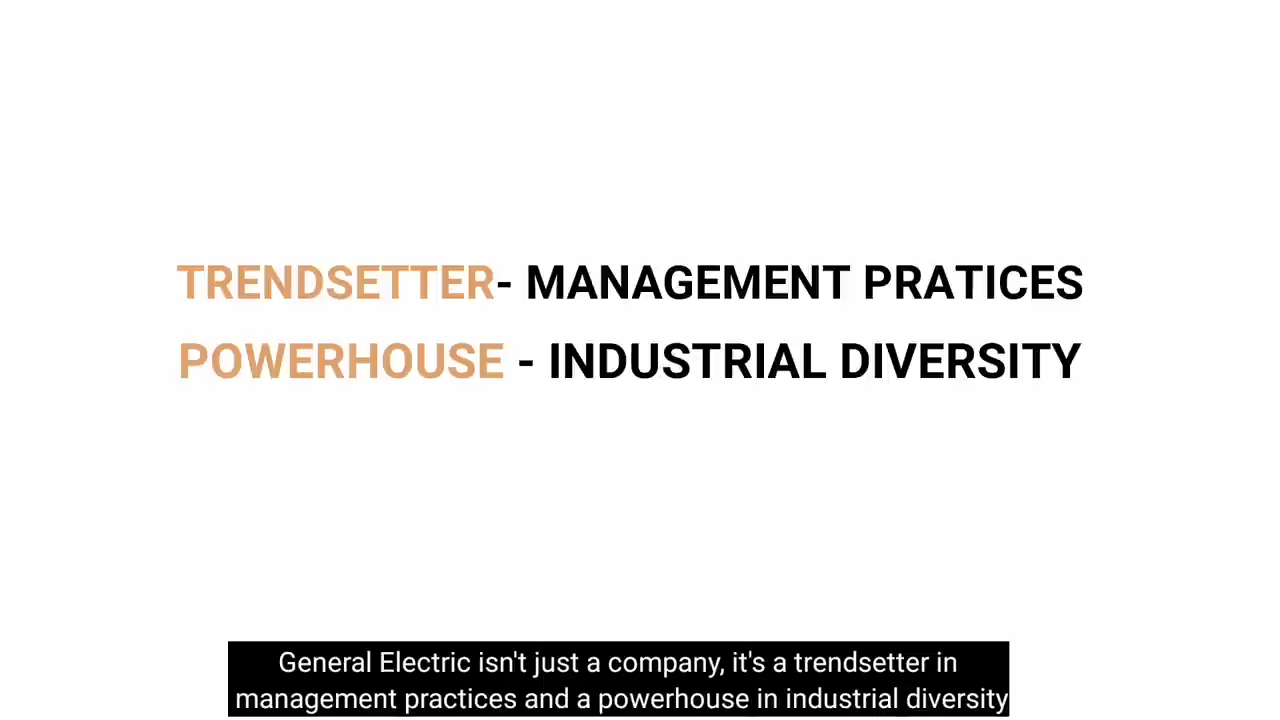 TRENDSETTER- MANAGEMENT PRATICES
POWERHOUSE - INDUSTRIAL DIVERSITY
General Electric isn't just a company, it's a trendsetter in
management practices and a powerhouse in industrial diversity